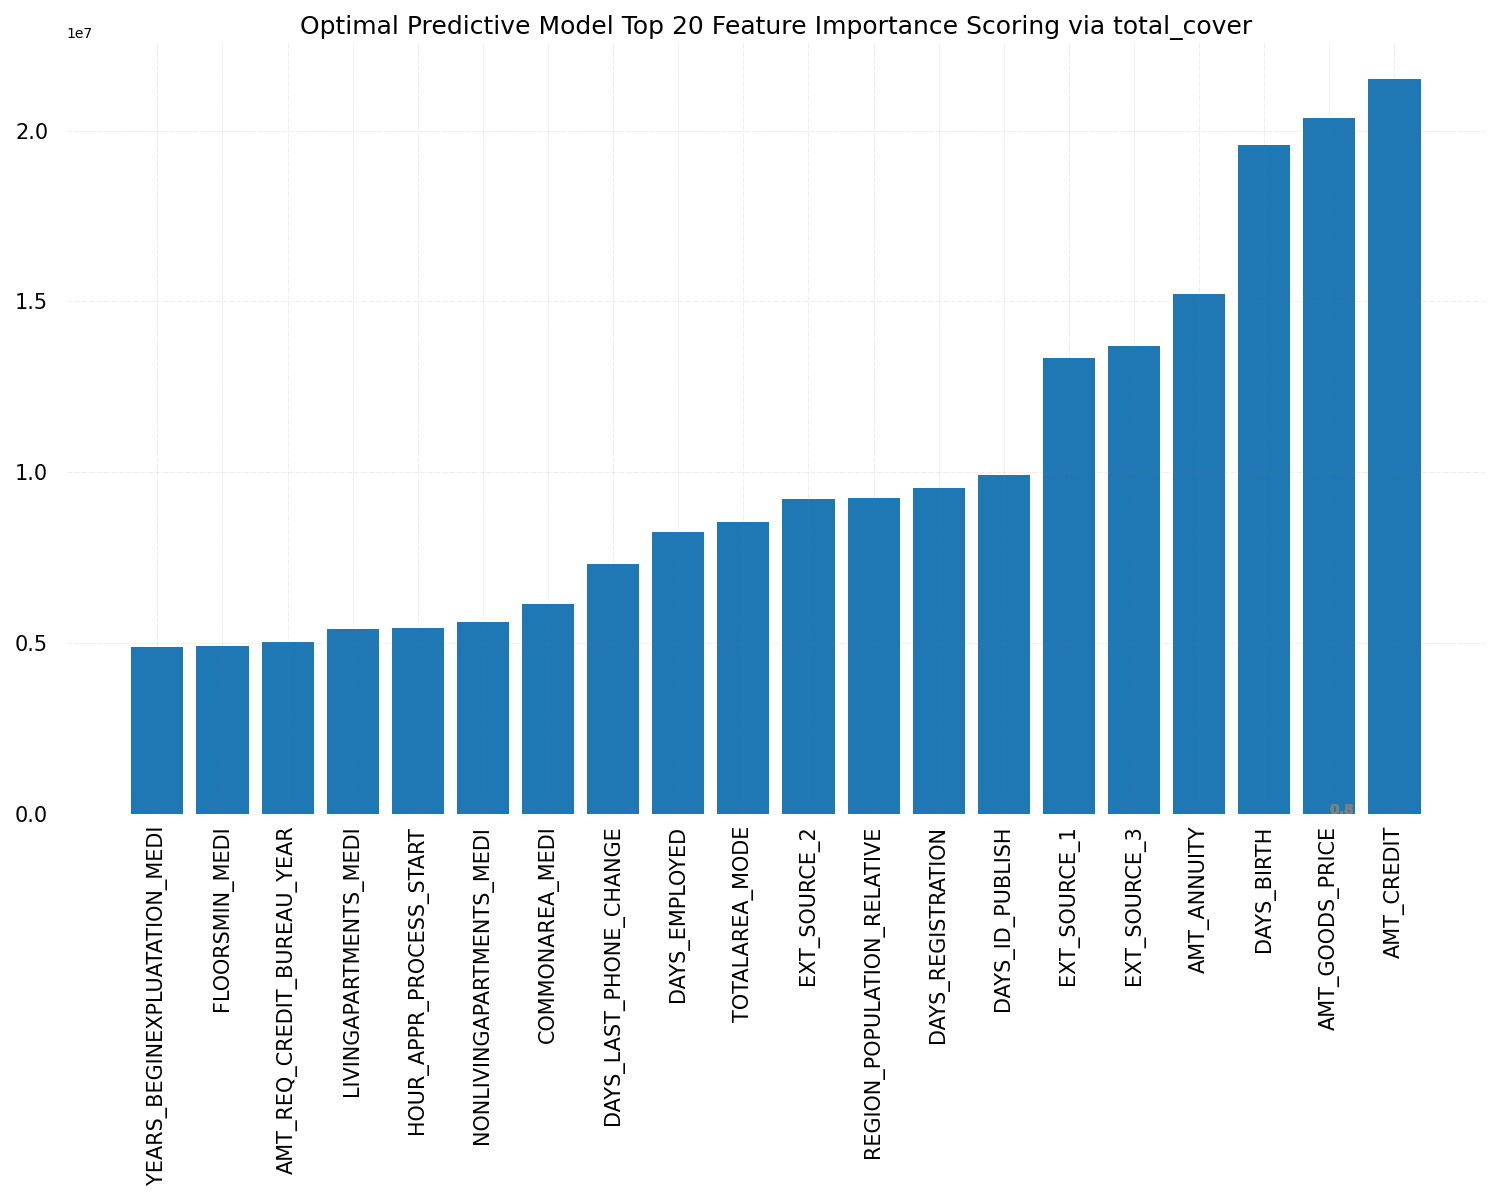 Optimal Predictive Model Top 20 Feature Importance Scoring via total_cover
1e7
2.0
1.5
1.0
0.5
0.0
0.8
YEARS_BEGINEXPLUATATION_MEDI
FLOORSMIN_MEDI
AMT_REQ_CREDIT_BUREAU_YEAR
LIVINGAPARTMENTS_MEDI
HOUR_APPR_PROCESS_START
NONLIVINGAPARTMENTS_MEDI
COMMONAREA_MEDI
DAYS_LAST_PHONE_CHANGE
DAYS_EMPLOYED
TOTALAREA_MODE
EXT_SOURCE_2
REGION_POPULATION_RELATIVE
DAYS_REGISTRATION
DAYS_ID_PUBLISH
EXT_SOURCE_1
EXT_SOURCE_3
AMT_ANNUITY
DAYS_BIRTH
AMT_GOODS_PRICE
AMT_CREDIT